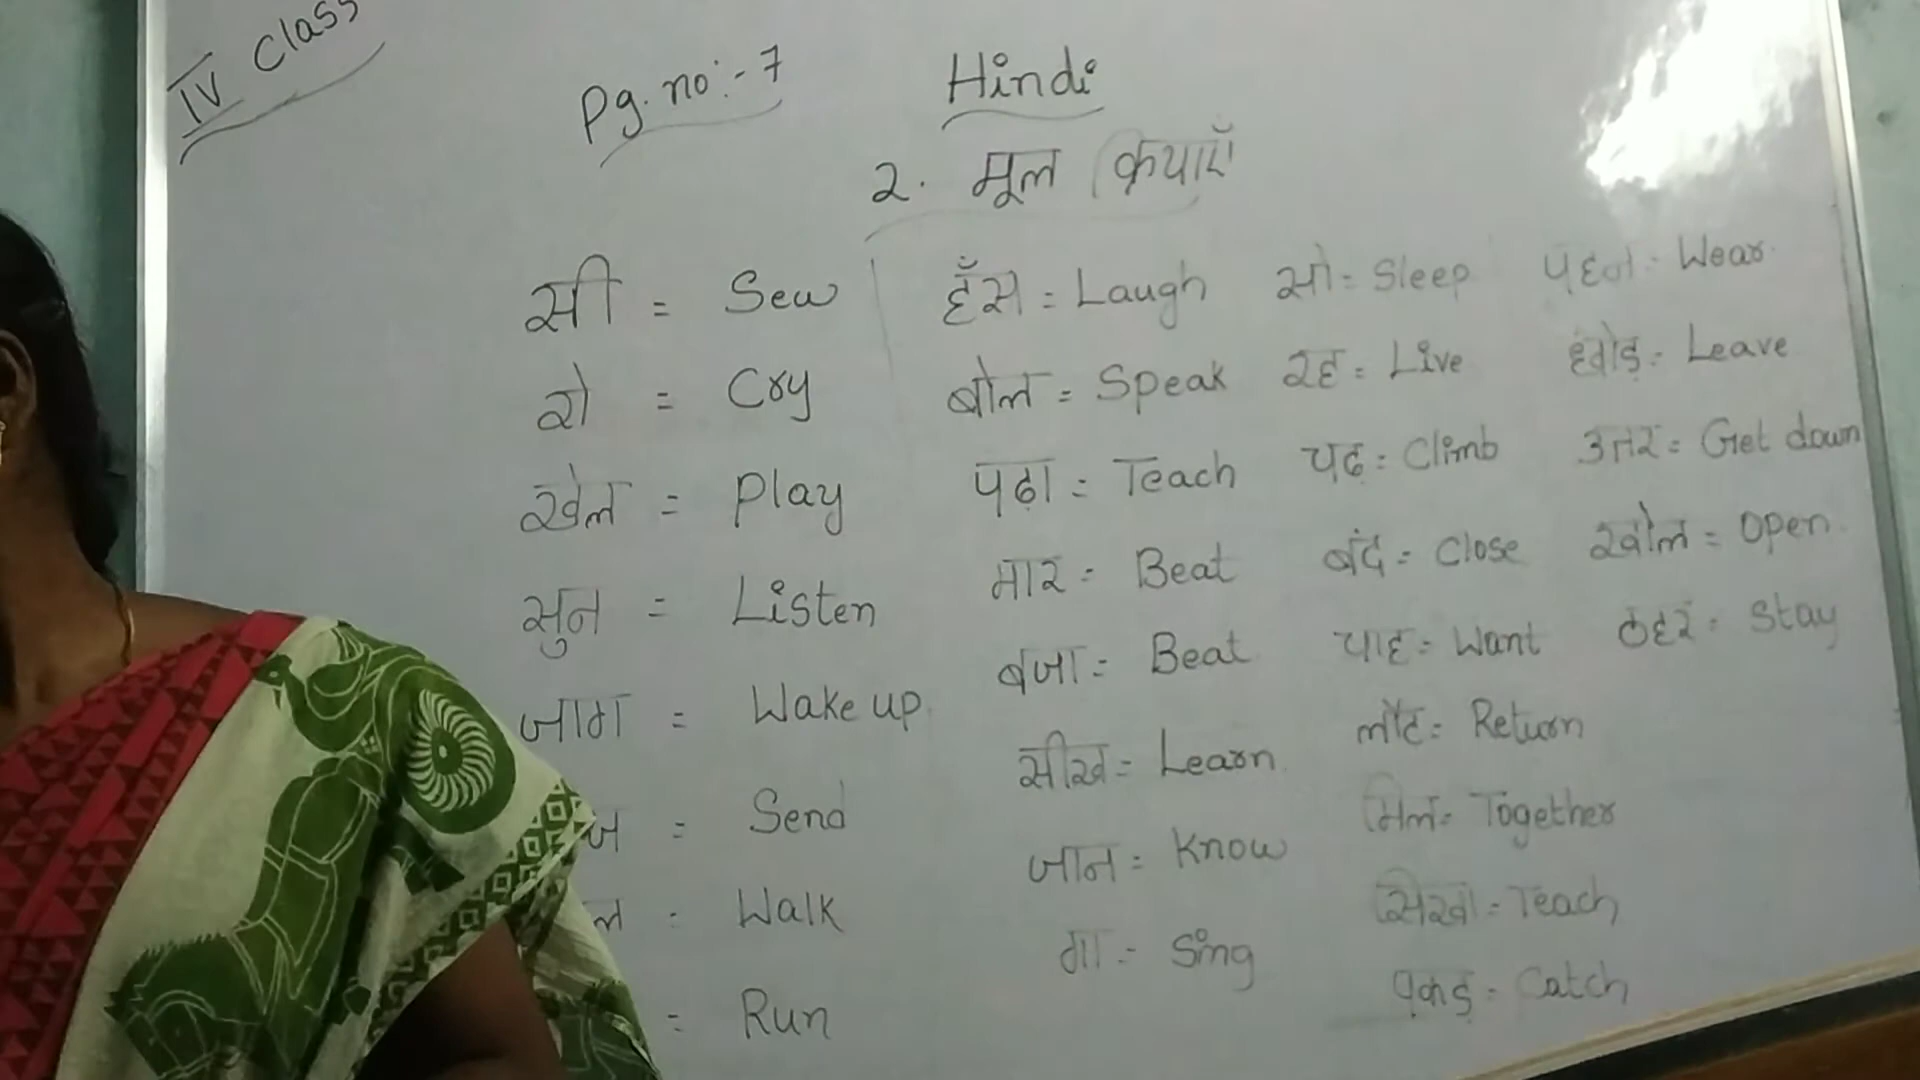 IV Class
Pg. no:- 7
Hindi
2. मूल क्रियाएँ
सी = Sew
रो = Cry
खेल = Play
सुन = Listen
जाग = Wake up
ज = Send
ल = Walk
= Run
हँस = Laugh
बोल = Speak
पढ़ा = Teach
मार = Beat
बजा = Beat
सीख = Learn
जान = Know
गा = Sing
सो = Sleep
रह = Live
चढ = Climb
बंद = Close
चाह = Want
लौट = Return
मिल = Together
सिखा = Teach
पकड़ = Catch
पहन = Wear
छोड़ = Leave
उतर = Get down
खोल = Open
ठहर = Stay